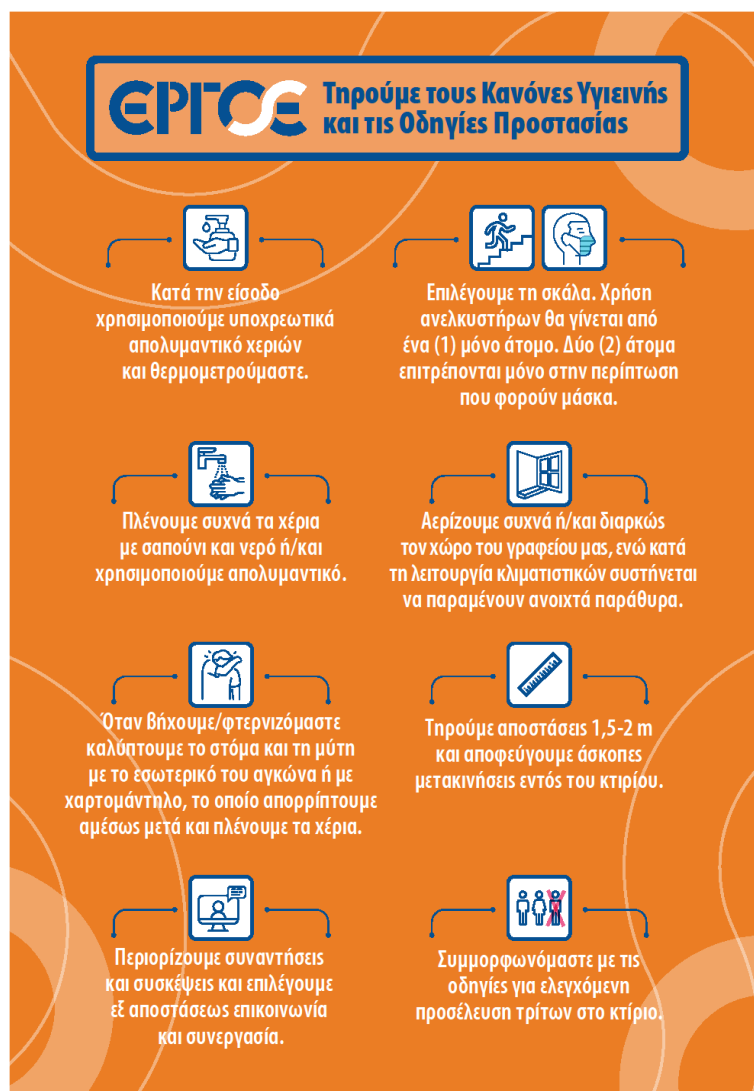 ΕΡΓΟΣΕ
Τηρούμε τους Κανόνες Υγιεινής
και τις Οδηγίες Προστασίας
Κατά την είσοδο
χρησιμοποιούμε υποχρεωτικά
απολυμαντικό χεριών
και θερμομετρούμαστε.
Επιλέγουμε τη σκάλα. Χρήση
ανελκυστήρων θα γίνεται από
ένα (1) μόνο άτομο. Δύο (2) άτομα
επιτρέπονται μόνο στην περίπτωση
που φορούν μάσκα.
Πλένουμε συχνά τα χέρια
με σαπούνι και νερό ή/και
χρησιμοποιούμε απολυμαντικό.
Αερίζουμε συχνά ή/και διαρκώς
τον χώρο του γραφείου μας, ενώ κατά
τη λειτουργία κλιματιστικών συστήνεται
να παραμένουν ανοιχτά παράθυρα.
Όταν βήχουμε/φτερνιζόμαστε
καλύπτουμε το στόμα και τη μύτη
με το εσωτερικό του αγκώνα ή με
χαρτομάντηλο, το οποίο απορρίπτουμε
αμέσως μετά και πλένουμε τα χέρια.
Τηρούμε αποστάσεις 1,5-2 m
και αποφεύγουμε άσκοπες
μετακινήσεις εντός του κτιρίου.
Περιορίζουμε συναντήσεις
και συσκέψεις και επιλέγουμε
εξ αποστάσεως επικοινωνία
και συνεργασία.
Συμμορφωνόμαστε με τις
οδηγίες για ελεγχόμενη
προσέλευση τρίτων στο κτίριο.